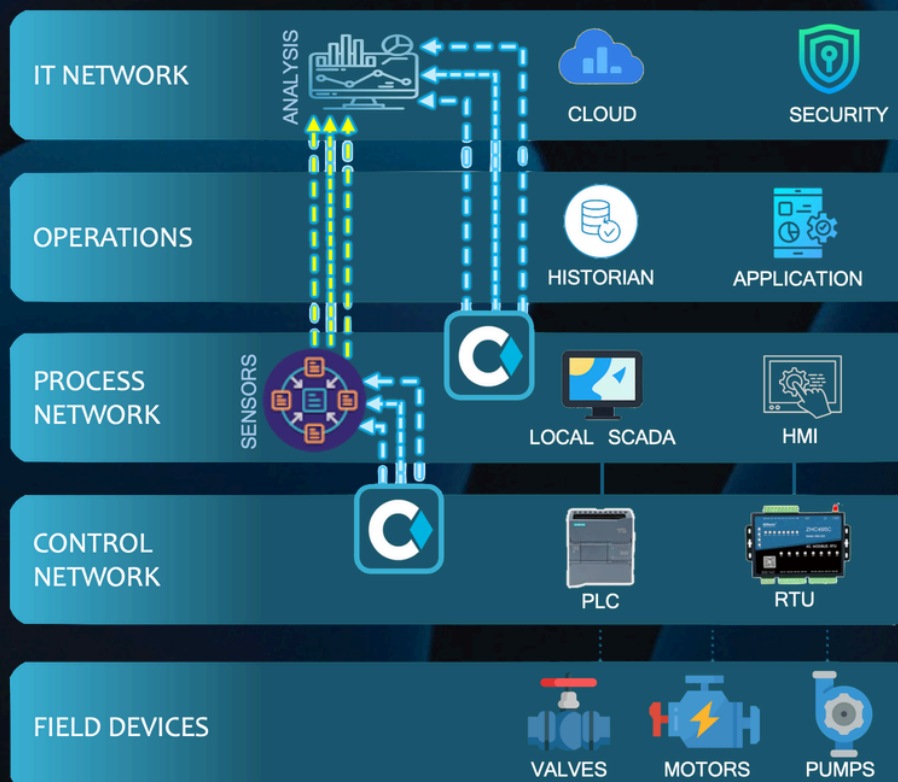 IT NETWORK
ANALYSIS
CLOUD
SECURITY
OPERATIONS
HISTORIAN
APPLICATION
PROCESS
NETWORK
SENSORS
LOCAL SCADA
HMI
CONTROL
NETWORK
PLC
RTU
FIELD DEVICES
VALVES
MOTORS
PUMPS